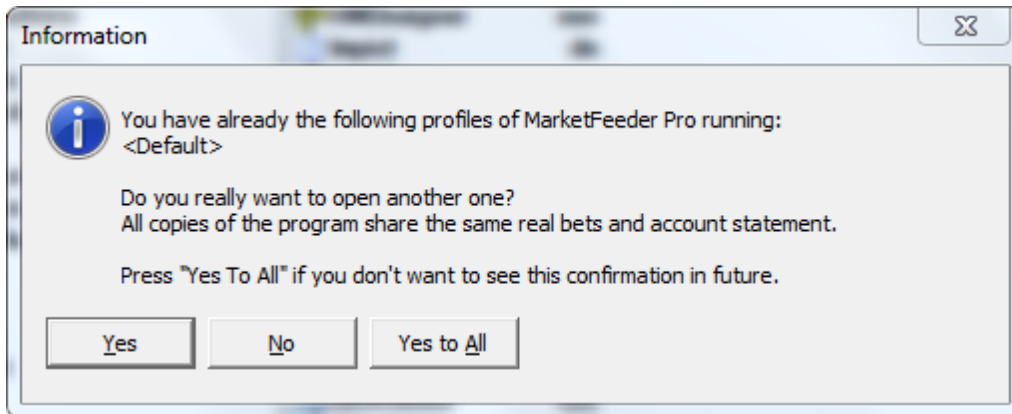 Information
You have already the following profiles of MarketFeeder Pro running:
<Default>
Do you really want to open another one?
All copies of the program share the same real bets and account statement.
Press "Yes To All" if you don't want to see this confirmation in future.
Yes
No
Yes to All